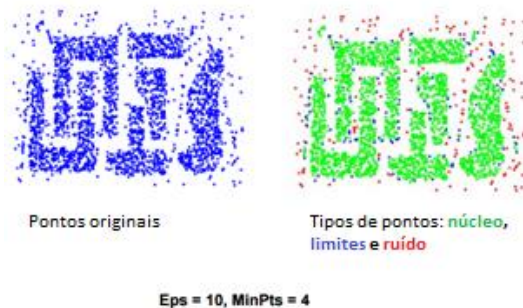 Pontos originais
Tipos de pontos: núcleo,
limites e ruído
Eps = 10, MinPts = 4